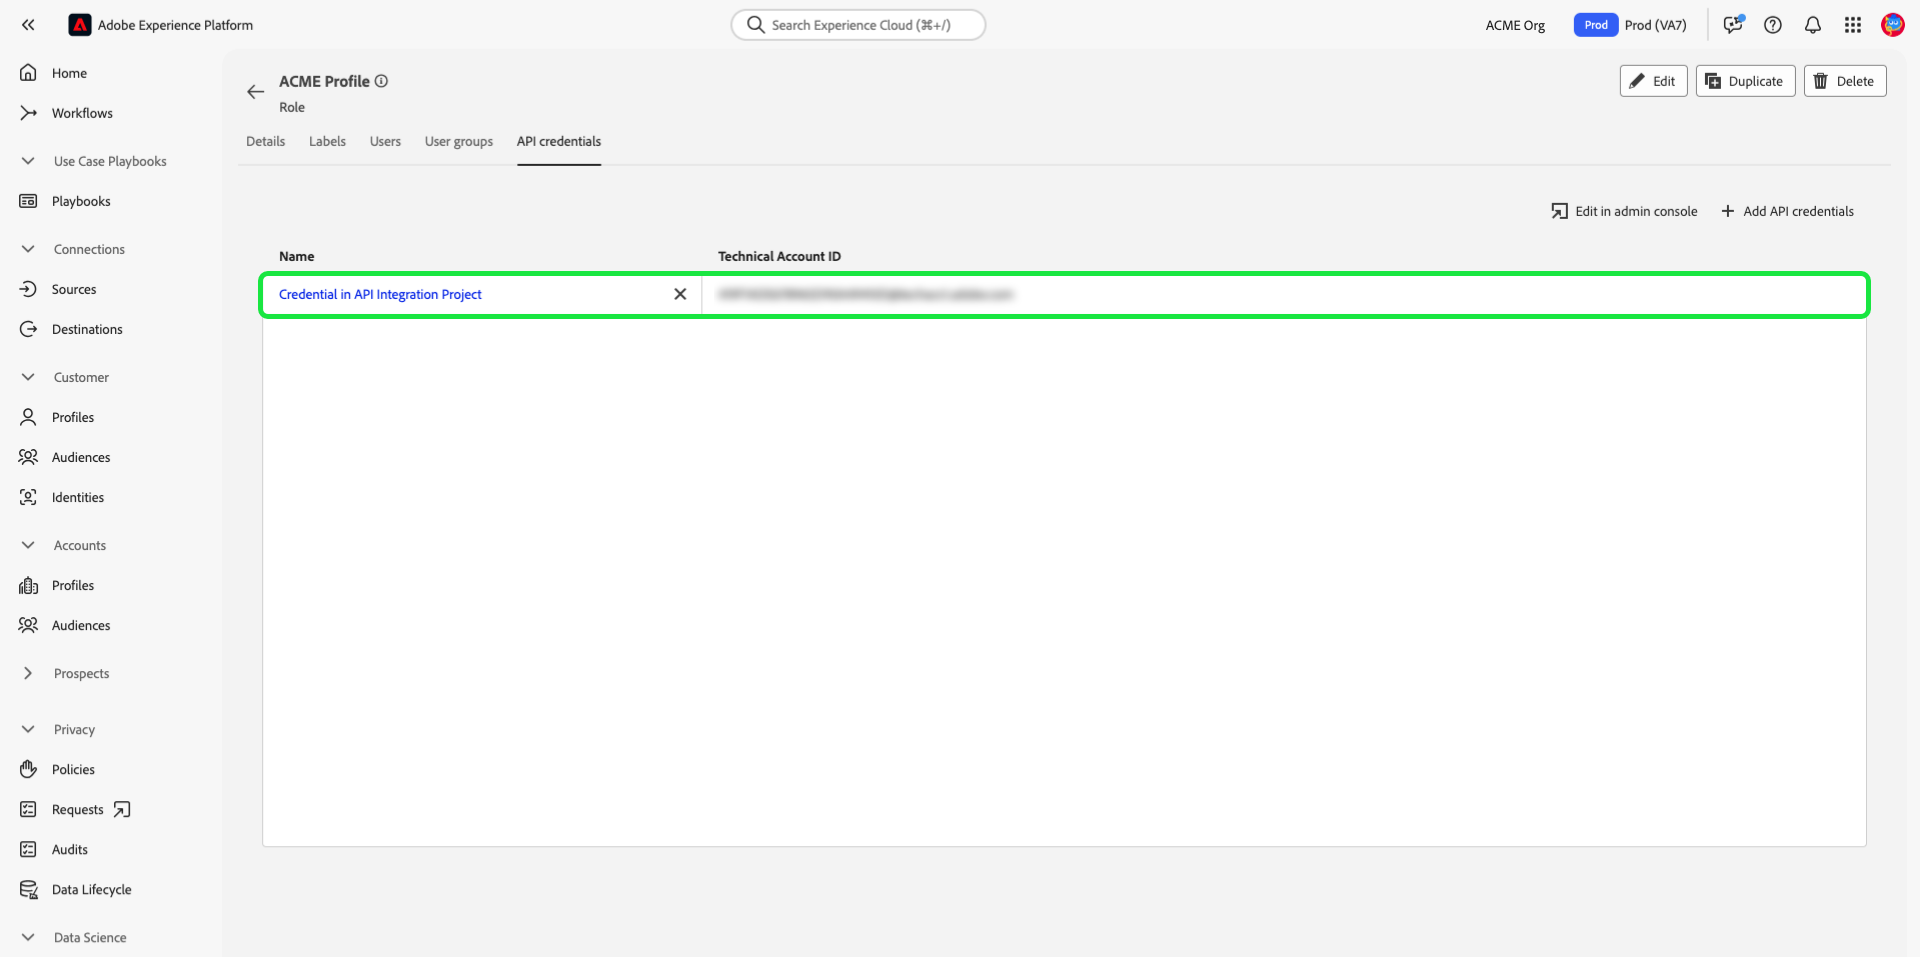 Adobe Experience Platform
Search Experience Cloud (⌘+/)
ACME Org
Prod
Prod (VA7)
Home
Workflows
Use Case Playbooks
Playbooks
Connections
Sources
Destinations
Customer
Profiles
Audiences
Identities
Accounts
Profiles
Audiences
Prospects
Privacy
Policies
Requests
Audits
Data Lifecycle
Data Science
ACME Profile
Role
Edit
Duplicate
Delete
Details
Labels
Users
User groups
API credentials
Edit in admin console
Add API credentials
Name
Technical Account ID
Credential in API Integration Project